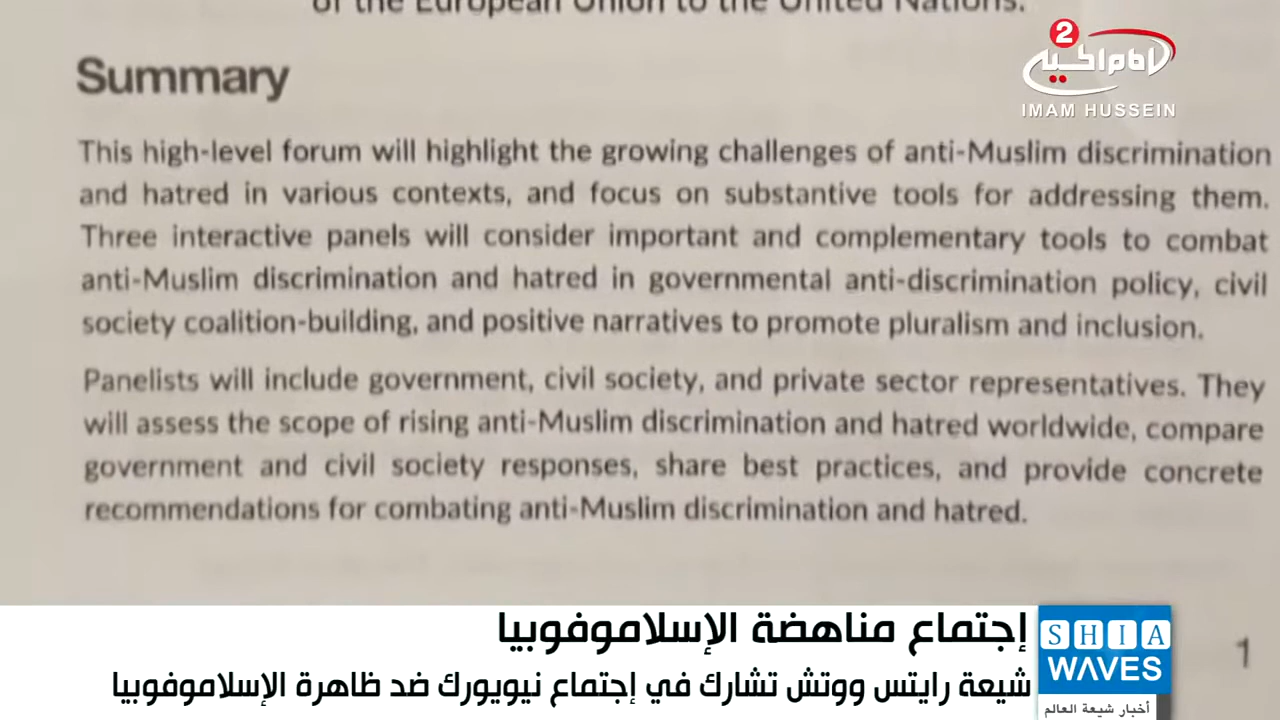 of the European Union to the United Nations.
2
الإمام الحسين
IMAM HUSSEIN
Summary
This high-level forum will highlight the growing challenges of anti-Muslim discrimination
and hatred in various contexts, and focus on substantive tools for addressing them.
Three interactive panels will consider important and complementary tools to combat
anti-Muslim discrimination and hatred in governmental anti-discrimination policy, civil
society coalition-building, and positive narratives to promote pluralism and inclusion.
Panelists will include government, civil society, and private sector representatives. They
will assess the scope of rising anti-Muslim discrimination and hatred worldwide, compare
government and civil society responses, share best practices, and provide concrete
recommendations for combating anti-Muslim discrimination and hatred.
1
إجتماع مناهضة الإسلاموفوبيا
شيعة رايتس ووتش تشارك في إجتماع نيويورك ضد ظاهرة الإسلاموفوبيا
SHIA
WAVES
أخبار شيعة العالم